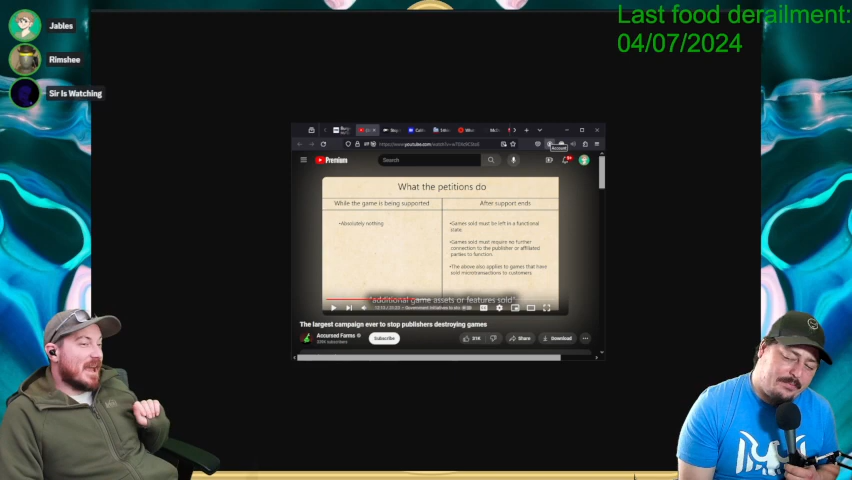 Jables
Rimshee
Sir Is Watching
Last food derailment:
04/07/2024
Account
Premium
Search
What the petitions do
While the game is being supported
After support ends
•Absolutely nothing
•Games sold must be left in a functional
state.
•Games sold must require no further
connection to the publisher or affiliated
parties to function.
•The above also applies to games that have
sold microtransactions to customers.
"additional game assets or features sold"
The largest campaign ever to stop publishers destroying games
Accursed Farms
Subscribe
31K
Share
Download